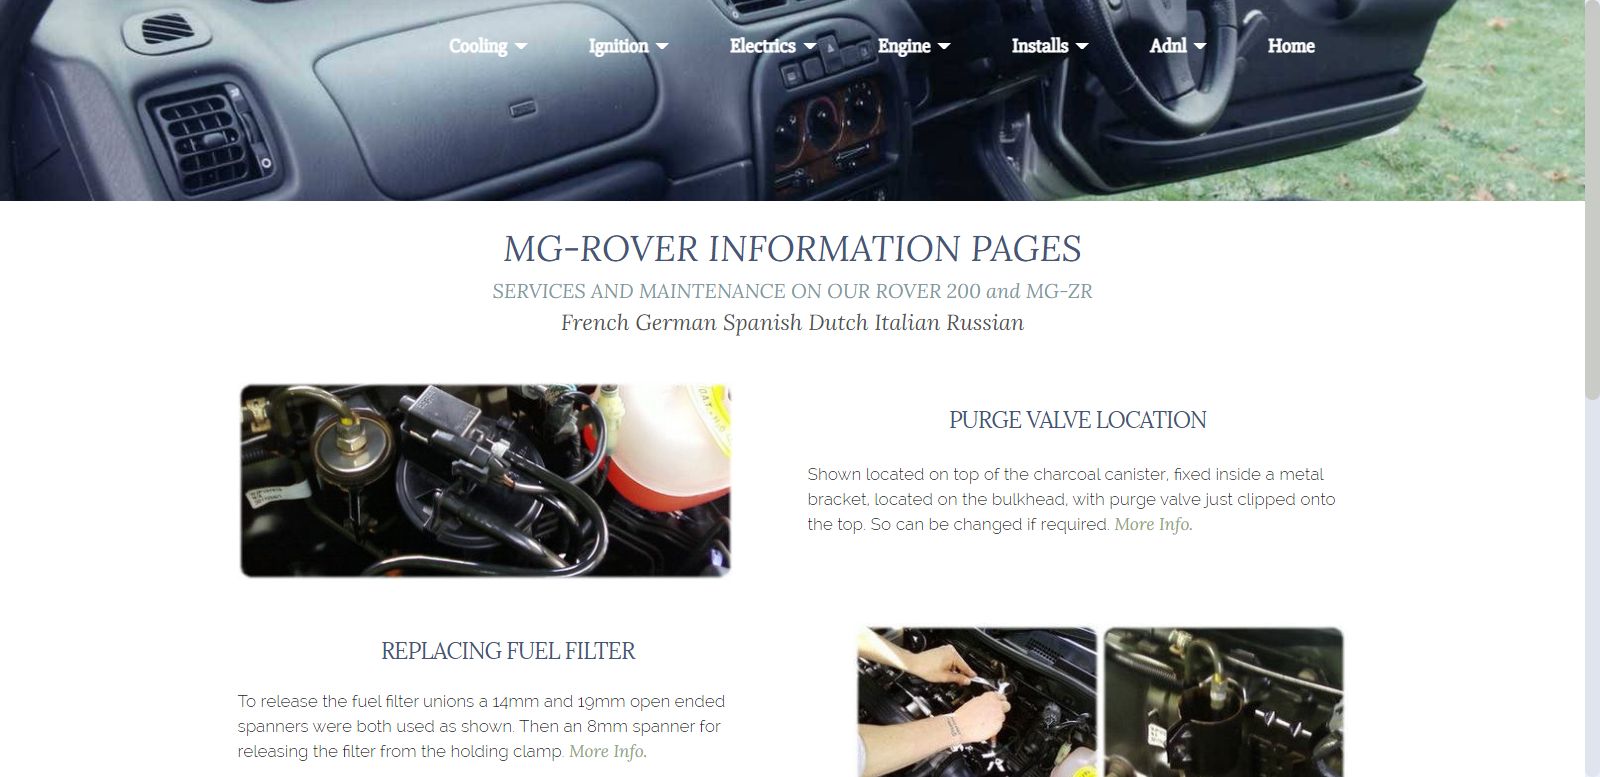 Cooling Ignition Electrics Engine Installs Adnl Home
MG-ROVER INFORMATION PAGES
SERVICES AND MAINTENANCE ON OUR ROVER 200 and MG-ZR
French German Spanish Dutch Italian Russian
PURGE VALVE LOCATION
Shown located on top of the charcoal canister, fixed inside a metal
bracket, located on the bulkhead, with purge valve just clipped onto
the top. So can be changed if required. More Info.
REPLACING FUEL FILTER
To release the fuel filter unions a 14mm and 19mm open ended
spanners were both used as shown. Then an 8mm spanner for
releasing the filter from the holding clamp. More Info.